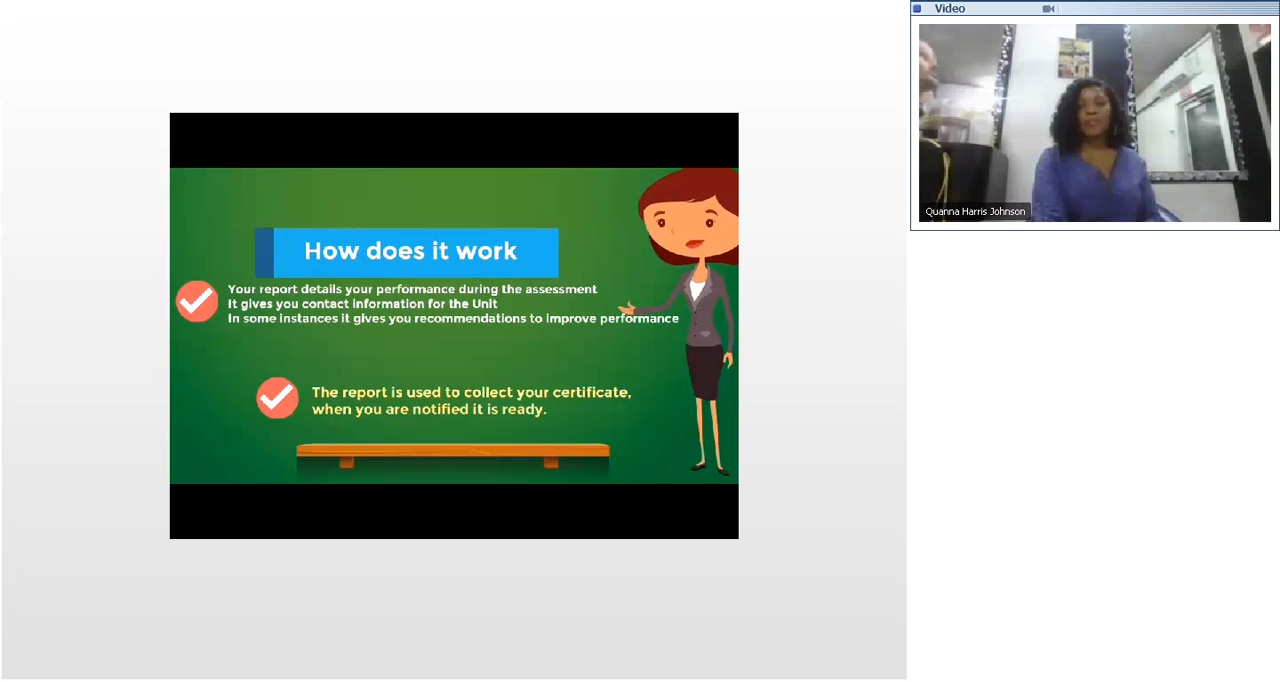 How does it work
Your report details your performance during the assessment
It gives you contact information for the Unit
In some instances it gives you recommendations to improve performance
The report is used to collect your certificate,
when you are notified it is ready.
Video
Quanna Harris Johnson